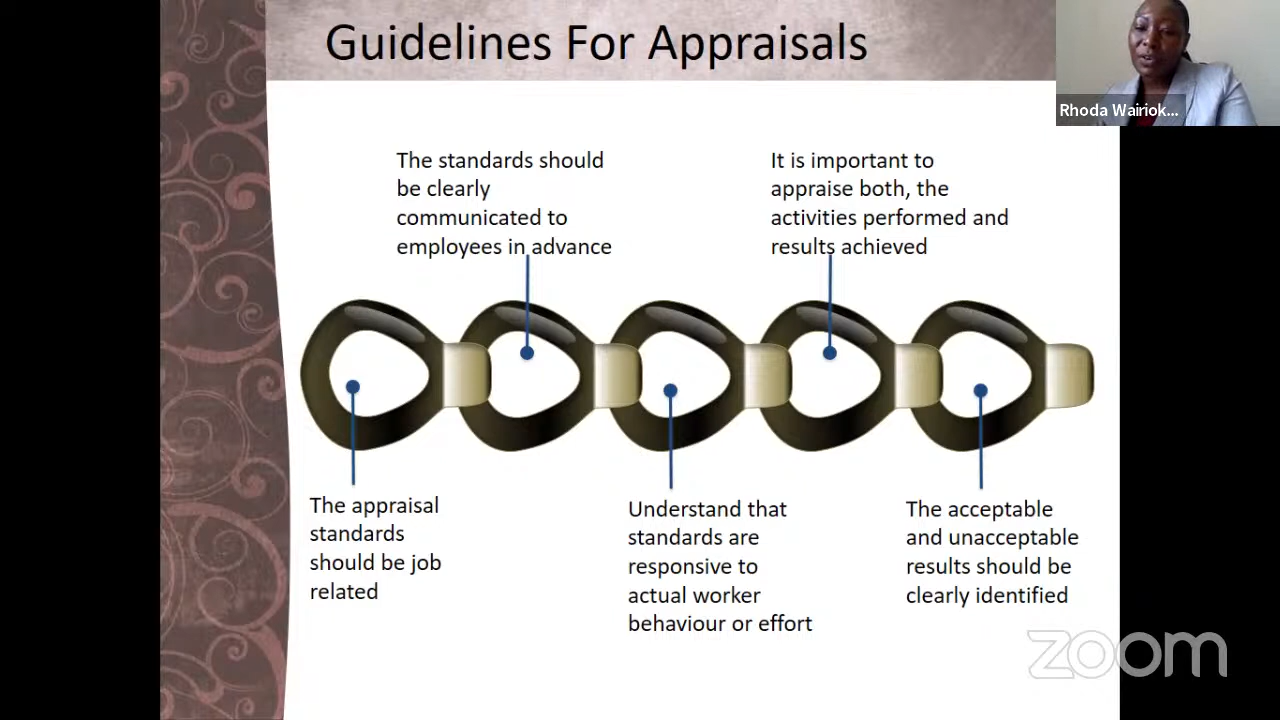 Guidelines For Appraisals
Rhoda Wairiok...
The standards should
be clearly
communicated to
employees in advance
It is important to
appraise both, the
activities performed and
results achieved
The appraisal
standards
should be job
related
Understand that
standards are
responsive to
actual worker
behaviour or effort
The acceptable
and unacceptable
results should be
clearly identified
zoom